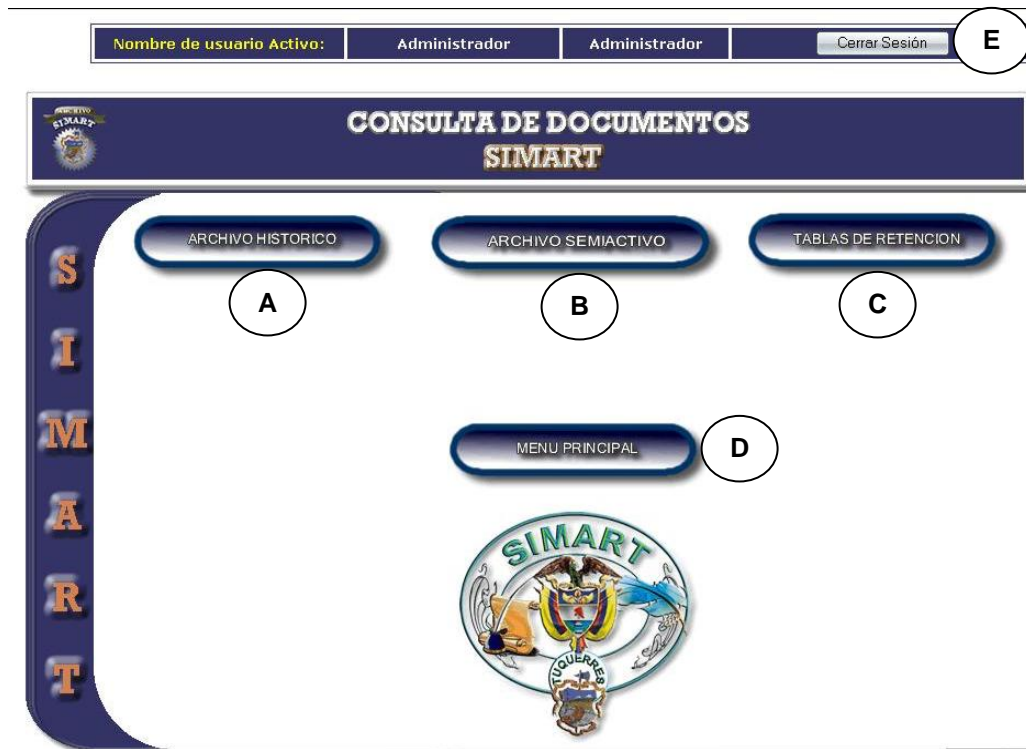 Nombre de usuario Activo: Administrador Administrador Cerrar Sesión E
SIMART
CONSULTA DE DOCUMENTOS
SIMART
ARCHIVO HISTORICO ARCHIVO SEMIACTIVO TABLAS DE RETENCION
A B C
MENU PRINCIPAL D
S
I
M
A
R
T
SIMART
TUQUERRES